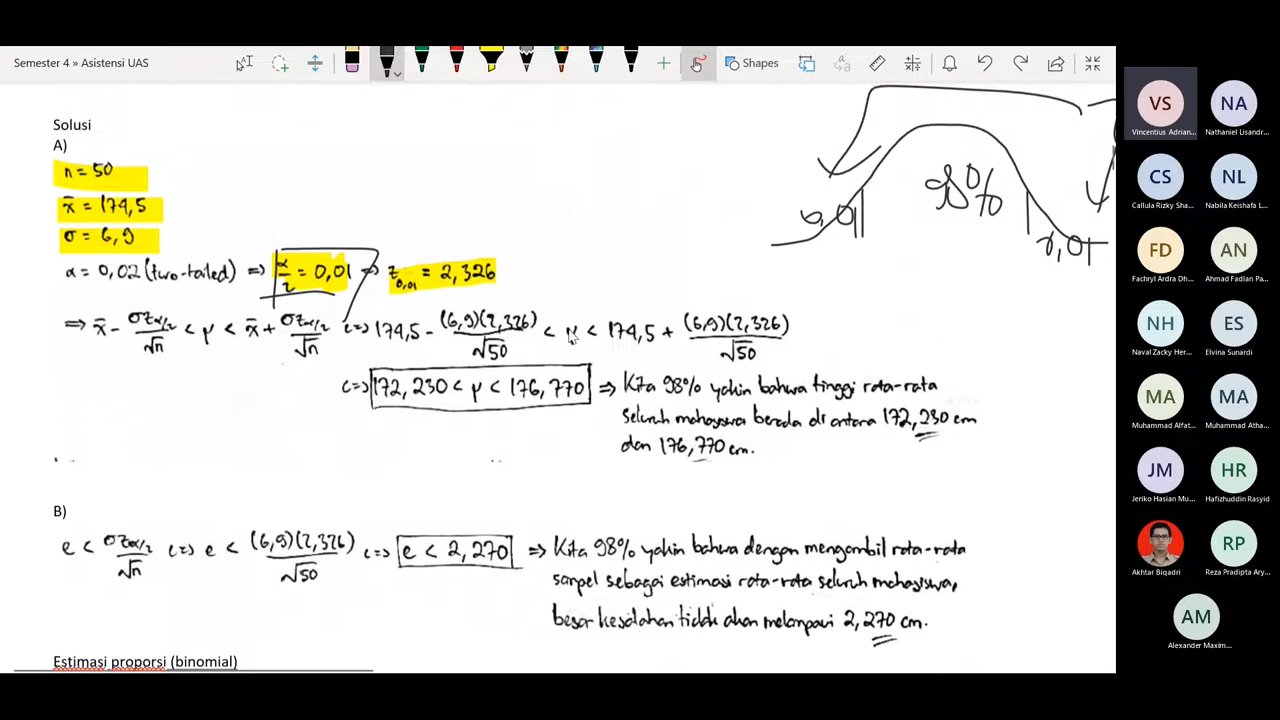 Semester 4 » Asistensi UAS
Shapes
Solusi
A)
n = 50
x̄ = 174,5
σ = 6,9
α = 0,02 (two-tailed) => α/2 = 0,01 => z0,01 = 2,326
=> x̄ - σzα/2/√n < μ < x̄ + σzα/2/√n <=> 174,5 - (6,9)(2,326)/√50 < μ < 174,5 + (6,9)(2,326)/√50
<=> 172,230 < μ < 176,770 => Kita 98% yakin bahwa tinggi rata-rata
seluruh mahasiswa berada di antara 172,230 cm
dan 176,770 cm.
0,01
98%
0,01
B)
e < σzα/2/√n <=> e < (6,9)(2,326)/√50 <=> e < 2,270 => Kita 98% yakin bahwa dengan mengambil rata-rata
sampel sebagai estimasi rata-rata seluruh mahasiswa,
besar kesalahan tidak akan melampaui 2,270 cm.
Estimasi proporsi (binomial)
VS
Vincentius Adrian...
NA
Nathaniel Lisandr...
CS
Callula Rizky Sha...
NL
Nabila Keishafa L...
FD
Fachryl Ardra Dh...
AN
Ahmad Fadlan Pa...
NH
Naval Zacky Her...
ES
Elvina Sunardi
MA
Muhammad Alfat...
MA
Muhammad Atha...
JM
Jeriko Hasian Mu...
HR
Hafizhuddin Rasyid
Akhtar Biqadri
RP
Reza Pradipta Ary...
AM
Alexander Maxim...